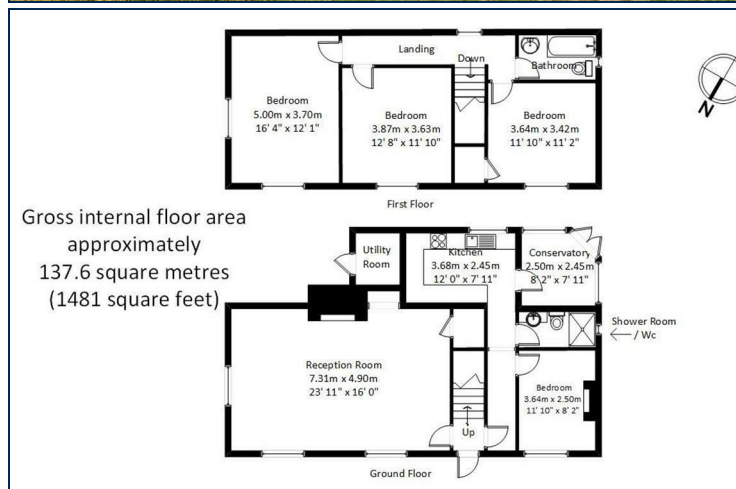 Landing
Down
Bathroom
Bedroom
5.00m x 3.70m
16' 4" x 12' 1"
Bedroom
3.87m x 3.63m
12' 8" x 11' 10"
Bedroom
3.64m x 3.42m
11' 10" x 11' 2"
N
First Floor
Gross internal floor area
approximately
137.6 square metres
(1481 square feet)
Utility
Room
Kitchen
3.68m x 2.45m
12' 0" x 7' 11"
Conservatory
2.50m x 2.45m
8' 2" x 7' 11"
Shower Room
/ Wc
Reception Room
7.31m x 4.90m
23' 11" x 16' 0"
Bedroom
3.64m x 2.50m
11' 10" x 8' 2"
Up
Ground Floor